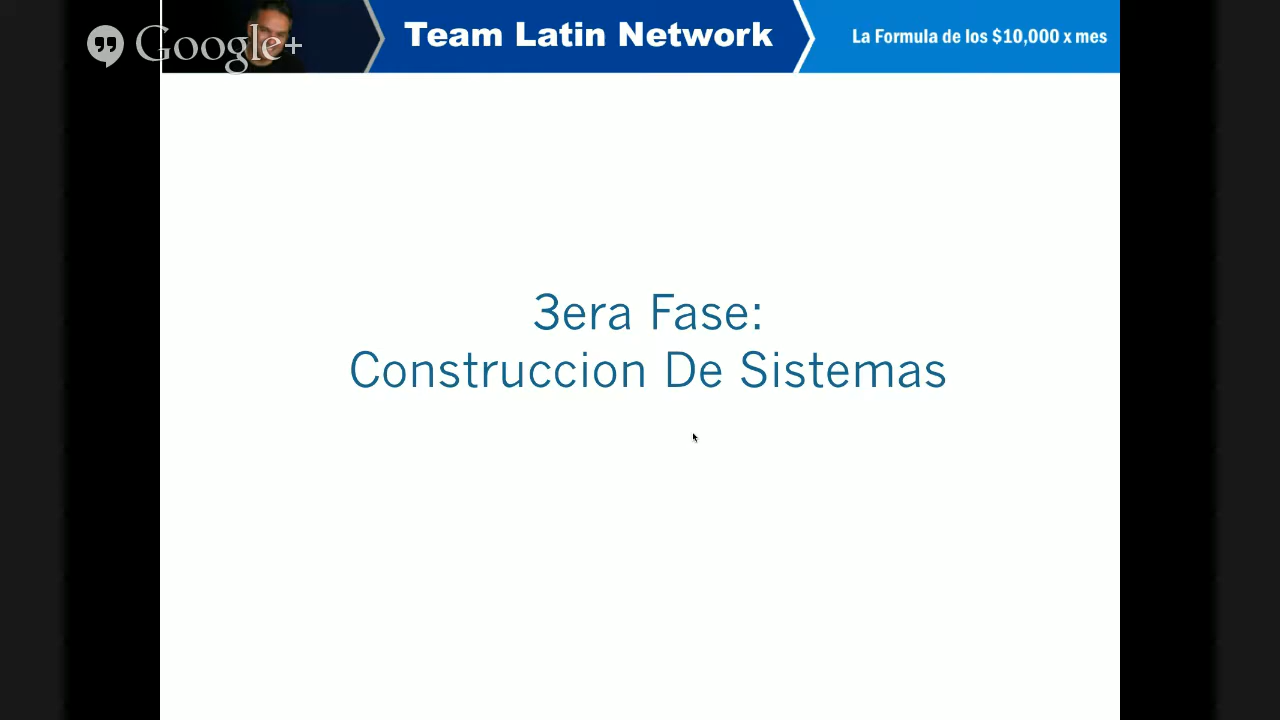 Google+
Team Latin Network
La Formula de los $10,000 x mes
3era Fase:
Construccion De Sistemas